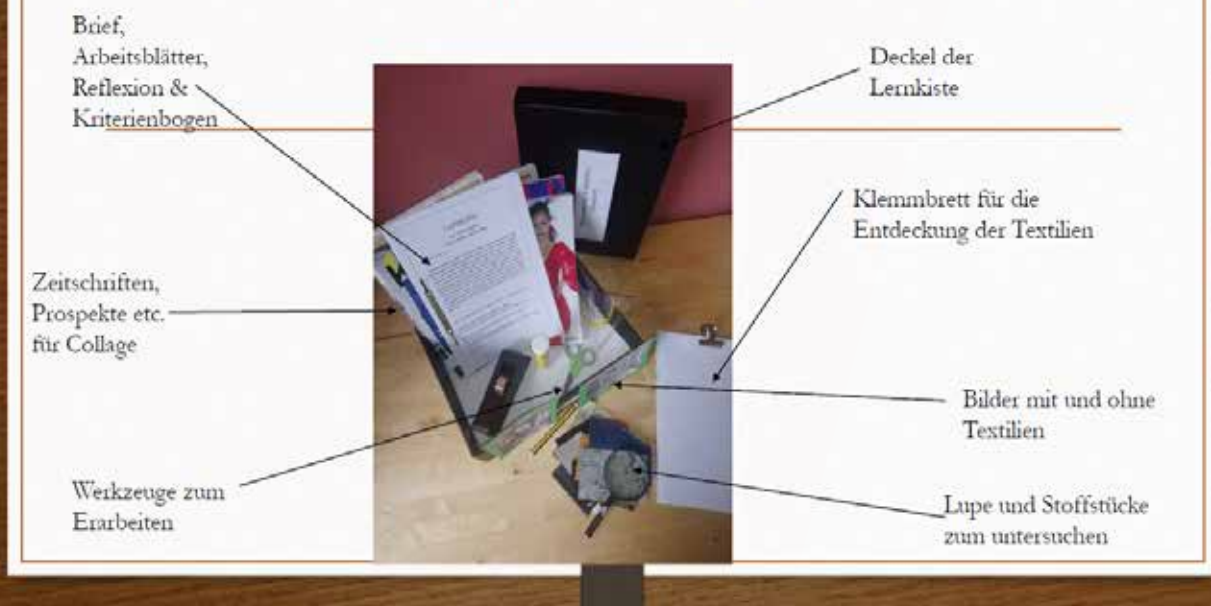 Brief,
Arbeitsblätter,
Reflexion &
Kriterienbogen
Deckel der
Lernkiste
Klemmbrett für die
Entdeckung der Textilien
Zeitschriften,
Prospekte etc.
für Collage
Bilder mit und ohne
Textilien
Werkzeuge zum
Erarbeiten
Lupe und Stoffstücke
zum untersuchen